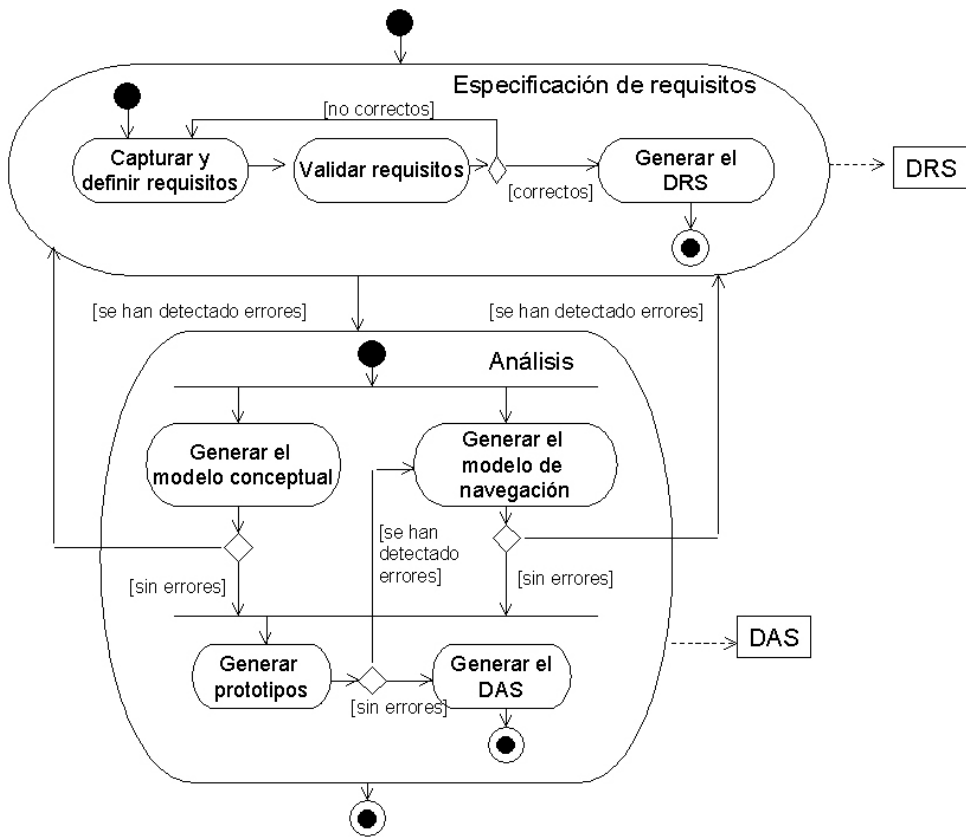 Especificación de requisitos
[no correctos]
Capturar y
definir requisitos
Validar requisitos
Generar el
DRS
[correctos]
DRS
[se han detectado errores]
[se han detectado errores]
Análisis
Generar el
modelo conceptual
Generar el
modelo de
navegación
[se han
detectado
errores]
[sin errores]
[sin errores]
Generar
prototipos
[sin errores]
Generar el
DAS
DAS